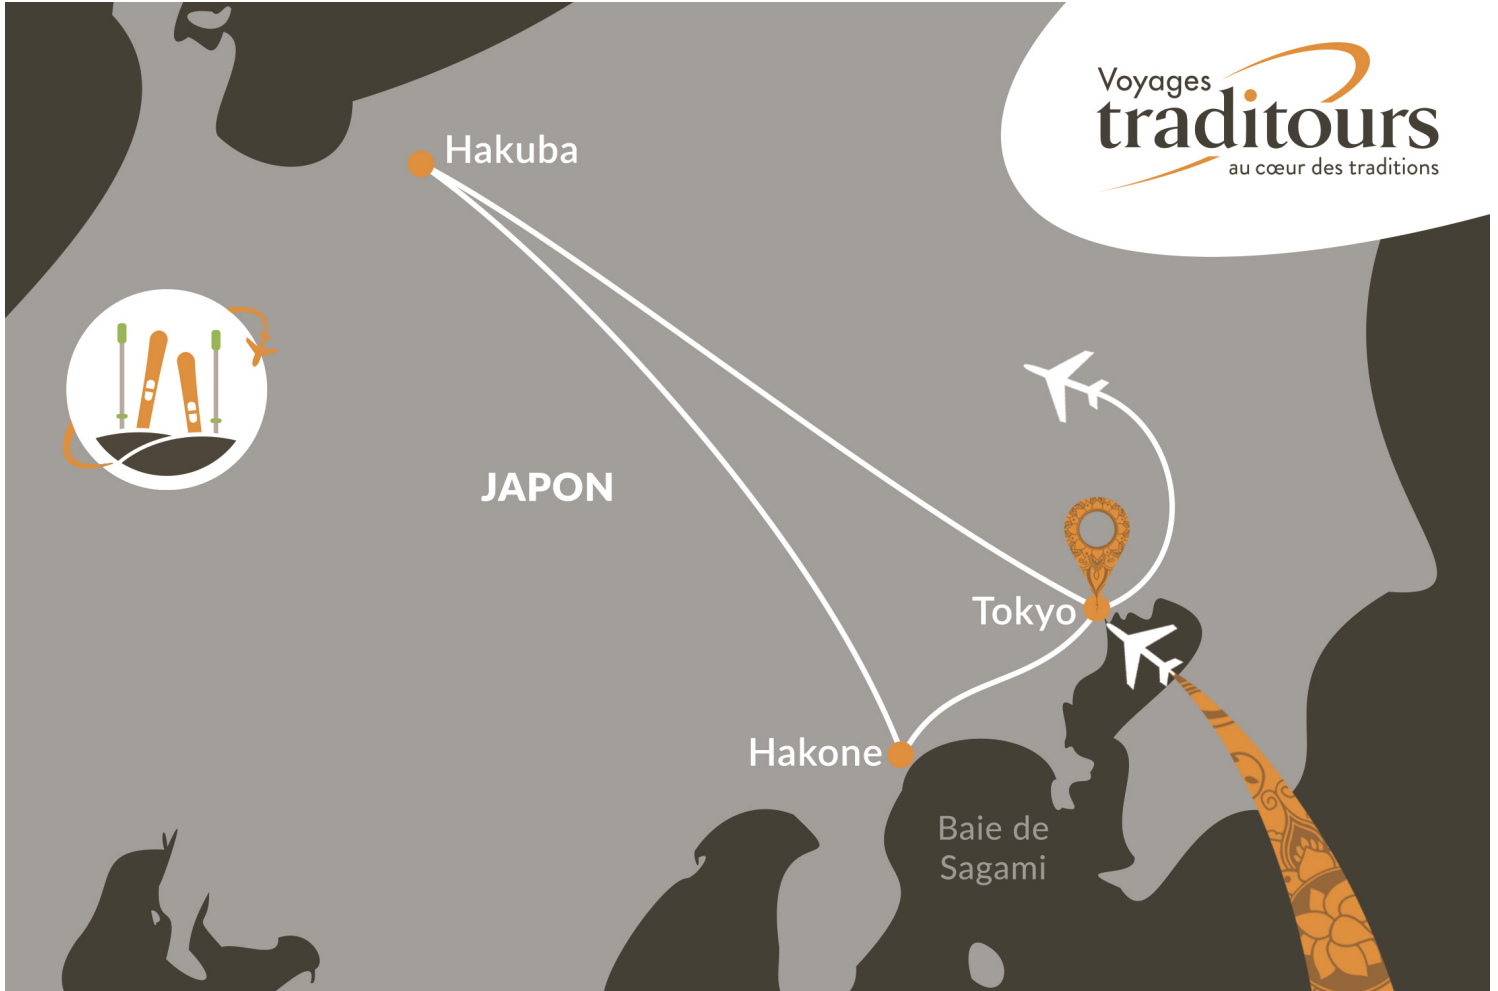 Voyages
traditours
au cœur des traditions
Hakuba
JAPON
Tokyo
Hakone
Baie de
Sagami